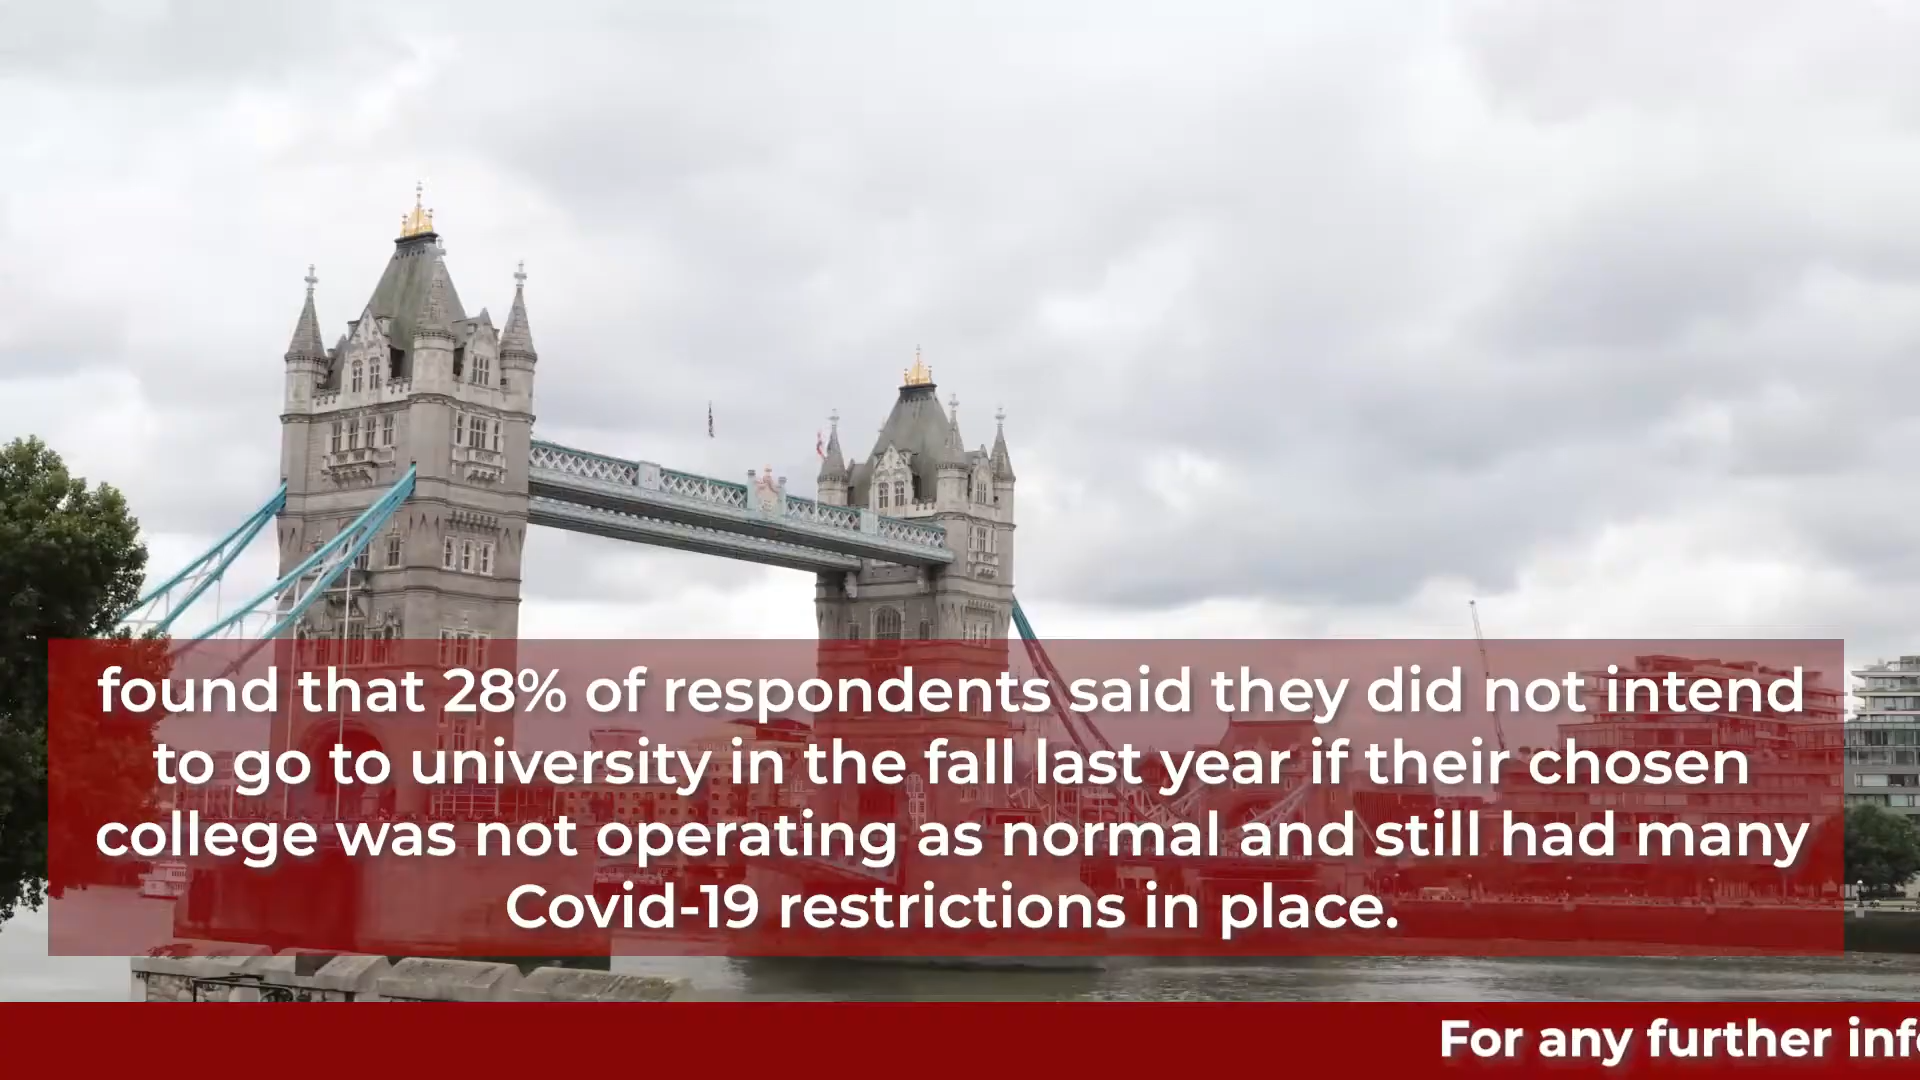 found that 28% of respondents said they did not intend
to go to university in the fall last year if their chosen
college was not operating as normal and still had many
Covid-19 restrictions in place.
For any further